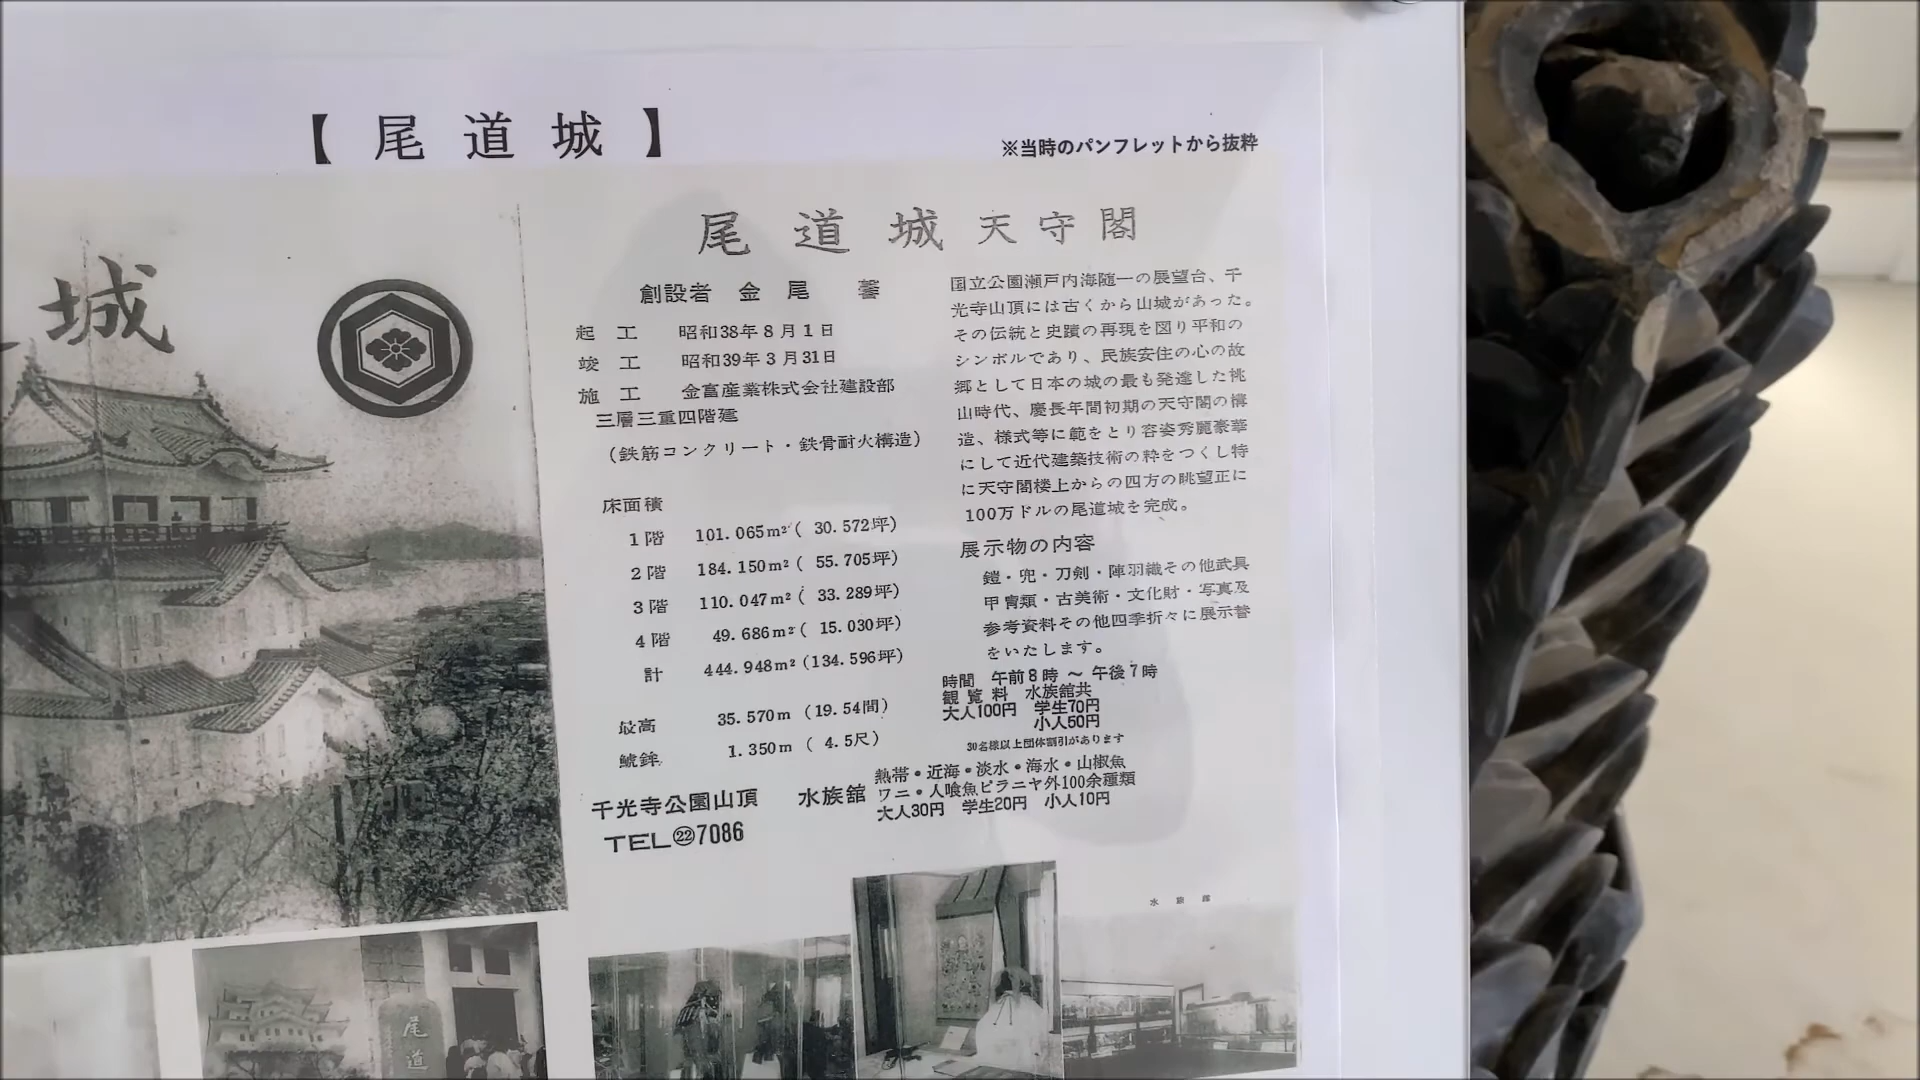 【尾道城】
※当時のパンフレットから抜粋
城
尾道城天守閣
創設者 金尾 馨
起工 昭和38年8月1日
竣工 昭和39年3月31日
施工 金富産業株式会社建設部
三層三重四階建
(鉄筋コンクリート・鉄骨耐火構造)
床面積
1階 101.065m²(30.572坪)
2階 184.150m²(55.705坪)
3階 110.047m²(33.289坪)
4階 49.686m²(15.030坪)
計 444.948m²(134.596坪)
最高 35.570m(19.54間)
鯱鉾 1.350m(4.5尺)
千光寺公園山頂
TEL㉒7086
国立公園瀬戸内海随一の展望台、千
光寺山頂には古くから山城があった。
その伝統と史蹟の再現を図り平和の
シンボルであり、民族安住の心の故
郷として日本の城の最も発達した桃
山時代、慶長年間初期の天守閣の構
造、様式等に範をとり容姿秀麗豪華
にして近代建築技術の粋をつくし特
に天守閣楼上からの四方の眺望正に
100万ドルの尾道城を完成。
展示物の内容
鎧・兜・刀剣・陣羽織その他武具
甲冑類・古美術・文化財・写真及
参考資料その他四季折々に展示替
をいたします。
時間 午前8時 ～ 午後7時
観覧料 水族館共
大人100円 学生70円
小人60円
30名様以上団体割引があります
水族館
熱帯・近海・淡水・海水・山椒魚
ワニ・人喰魚ピラニヤ外100余種類
大人30円 学生20円 小人10円
水族館
尾道